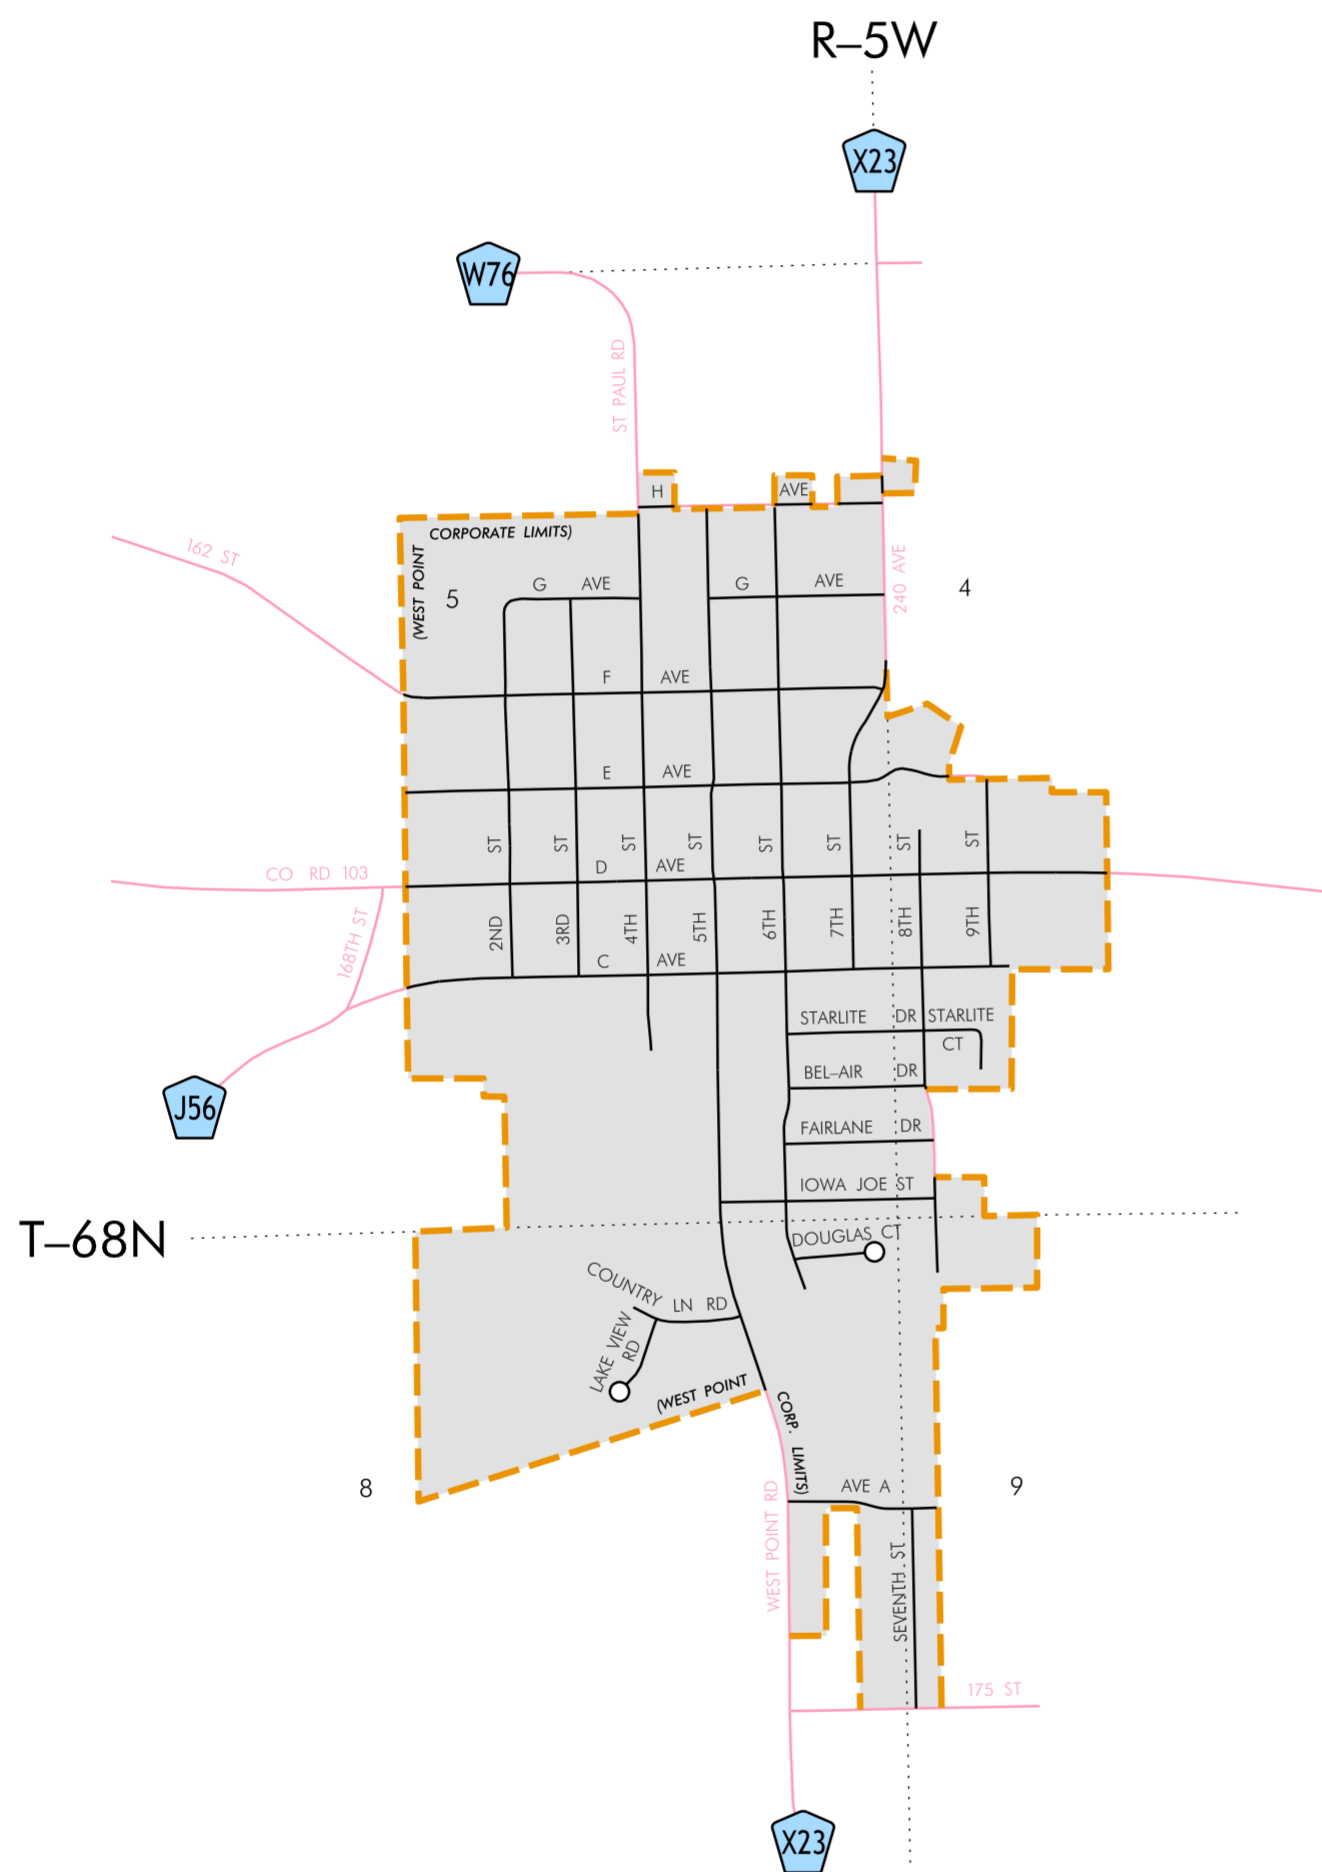 R–5W
X23
W76
ST PAUL RD
H
AVE
CORPORATE LIMITS)
(WEST POINT
162 ST
240 AVE
5
4
G AVE
G AVE
F AVE
E AVE
ST
ST
ST
ST
ST
ST
ST
ST
D AVE
CO RD 103
168TH ST
2ND
3RD
4TH
5TH
6TH
7TH
8TH
9TH
C AVE
STARLITE DR
STARLITE
CT
BEL–AIR DR
J56
FAIRLANE DR
IOWA JOE ST
T–68N
DOUGLAS CT
COUNTRY LN RD
LAKE VIEW
RD
(WEST POINT
CORP. LIMITS)
8
AVE A
9
WEST POINT RD
SEVENTH ST
175 ST
X23